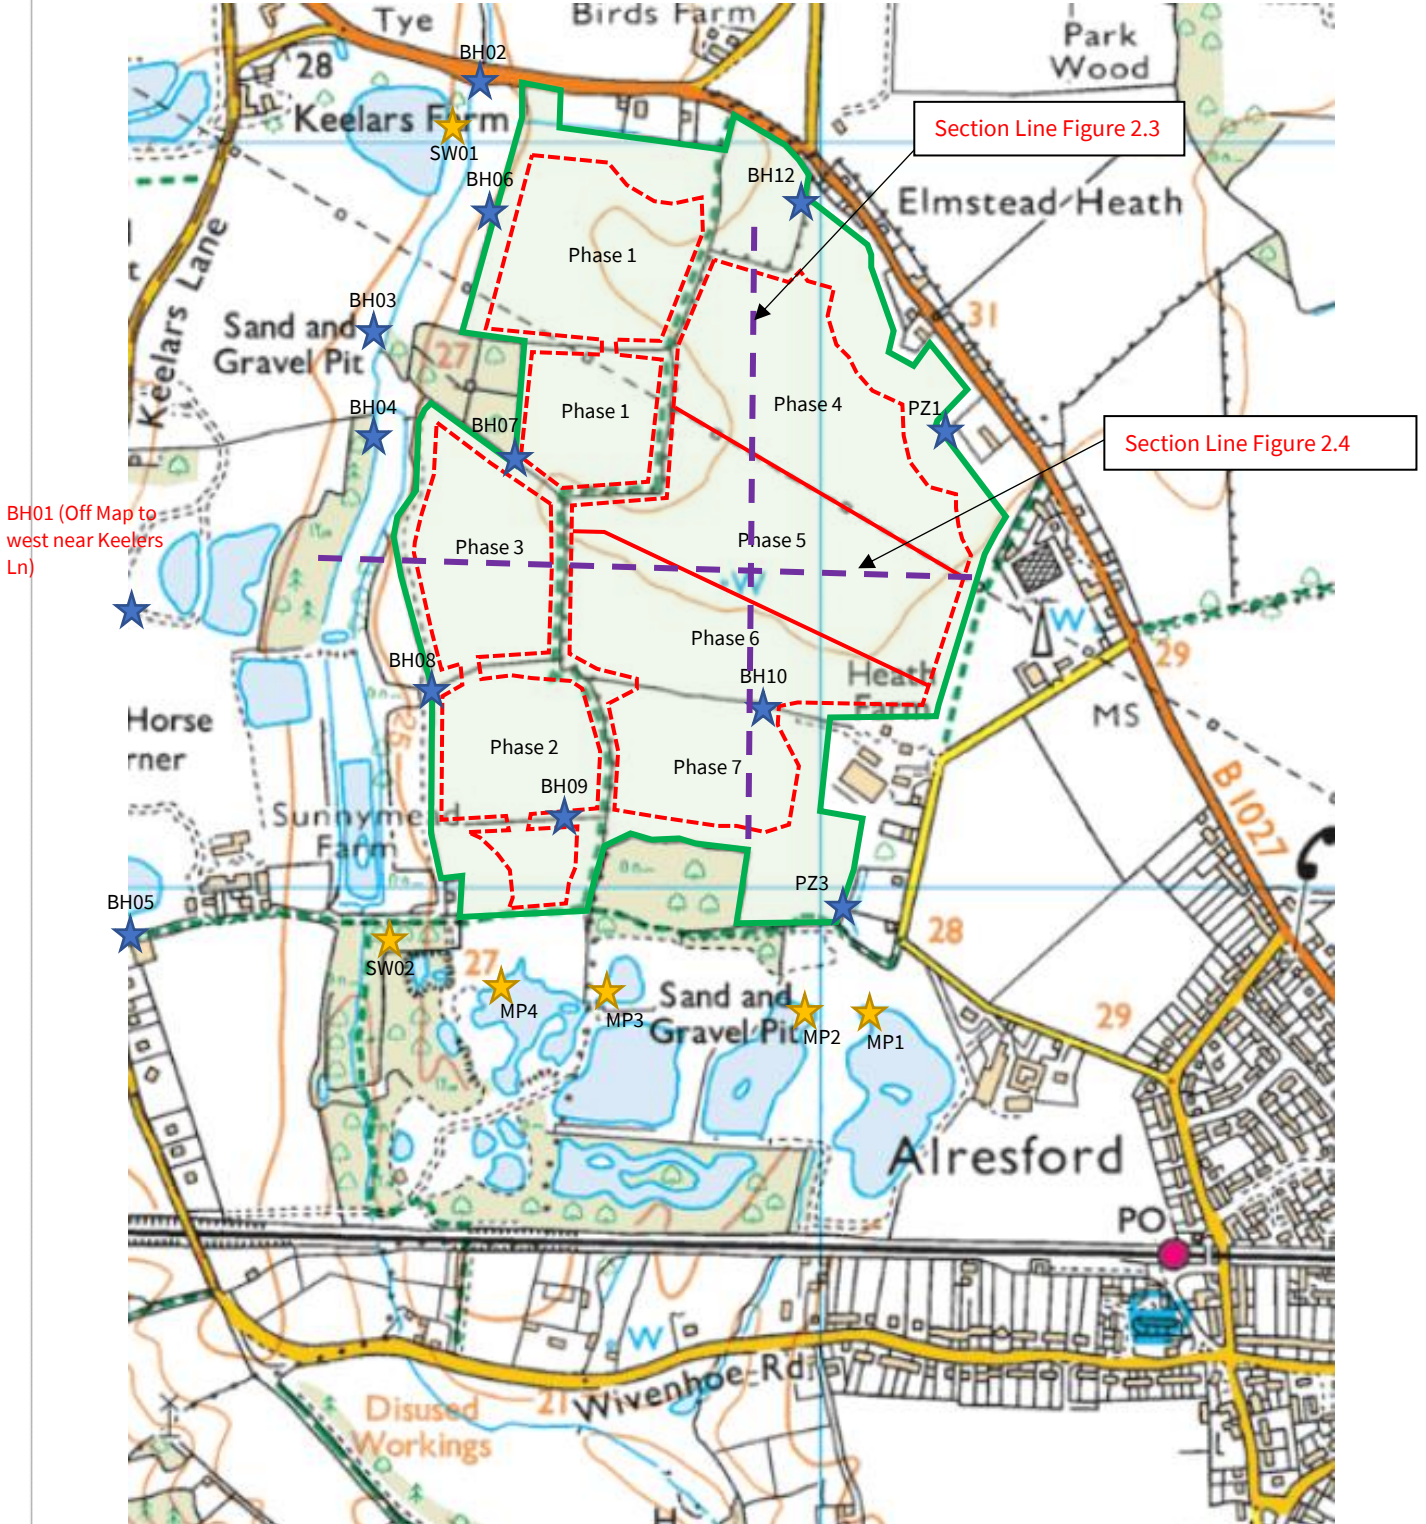 Tye
Birds Farm
BH02
Park
Wood
28
Keelars Farm
Section Line Figure 2.3
SW01
BH06
BH12
Elmstead-Heath
Phase 1
Keelars Lane
BH03
Sand and
Gravel Pit
27
31
BH04
BH07
Phase 1
Phase 4
PZ1
Section Line Figure 2.4
BH01 (Off Map to
west near Keelers
Ln)
Phase 3
Phase 5
W
W
Phase 6
29
BH08
BH10
Heath
Farm
MS
Horse
rner
25
Phase 2
Phase 7
BH09
B 1027
Sunnymead
Farm
PZ3
BH05
28
SW02
27
MP4
MP3
Sand and
Gravel Pit
MP2
MP1
29
Alresford
PO
W
Wivenhoe Rd
21
Disused
Workings